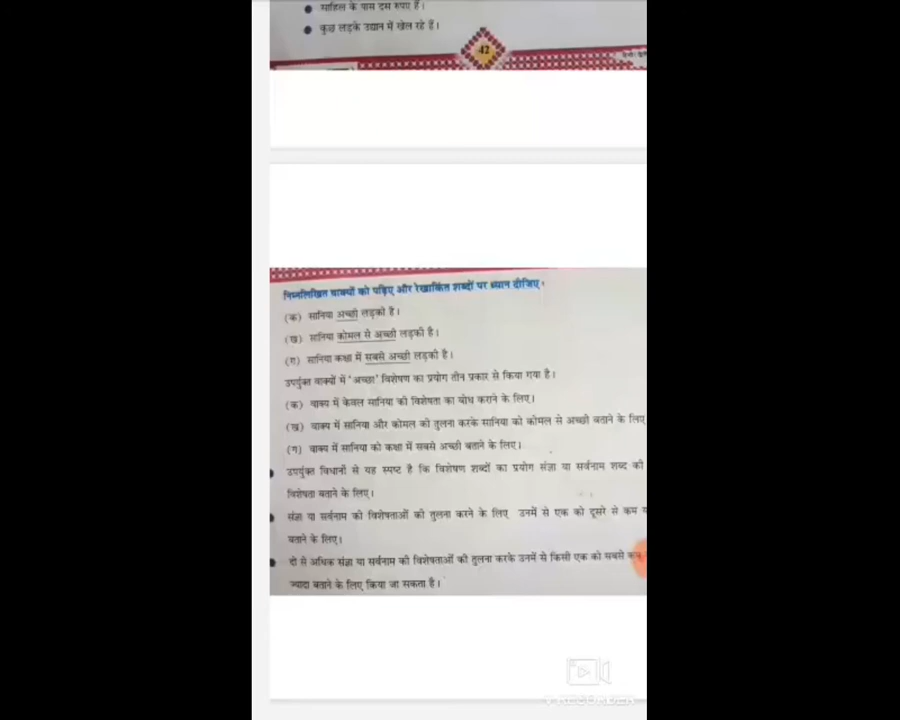 साहिल के पास दस रुपए हैं।
कुछ लड़के उद्यान में खेल रहे हैं।
42
निम्नलिखित वाक्यों को पढ़िए और रेखांकित शब्दों पर ध्यान दीजिए-
(क) सानिया अच्छी लड़की है।
(ख) सानिया कोमल से अच्छी लड़की है।
(ग) सानिया कक्षा में सबसे अच्छी लड़की है।
उपर्युक्त वाक्यों में 'अच्छा' विशेषण का प्रयोग तीन प्रकार से किया गया है।
(क) वाक्य में केवल सानिया की विशेषता का बोध कराने के लिए।
(ख) वाक्य में सानिया और कोमल की तुलना करके सानिया को कोमल से अच्छी बताने के लिए
(ग) वाक्य में सानिया को कक्षा में सबसे अच्छी बताने के लिए।
उपर्युक्त विधानों से यह स्पष्ट है कि विशेषण शब्दों का प्रयोग संज्ञा या सर्वनाम शब्द की
विशेषता बताने के लिए।
संज्ञा या सर्वनाम की विशेषताओं की तुलना करने के लिए उनमें से एक को दूसरे से कम
बताने के लिए।
दो से अधिक संज्ञा या सर्वनाम की विशेषताओं की तुलना करके उनमें से किसी एक को सबसे
ज्यादा बताने के लिए किया जा सकता है।